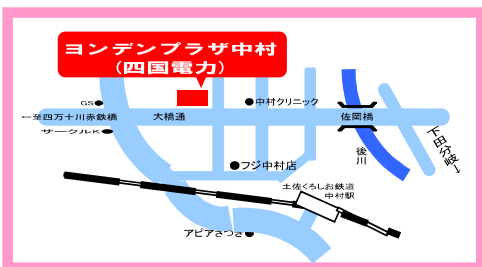 ヨンデンプラザ中村
(四国電力)
GS
中村クリニック
←至四万十川赤鉄橋
大橋通
佐岡橋
サークルK
下田分岐→
後川
フジ中村店
土佐くろしお鉄道
中村駅
アピアさつき